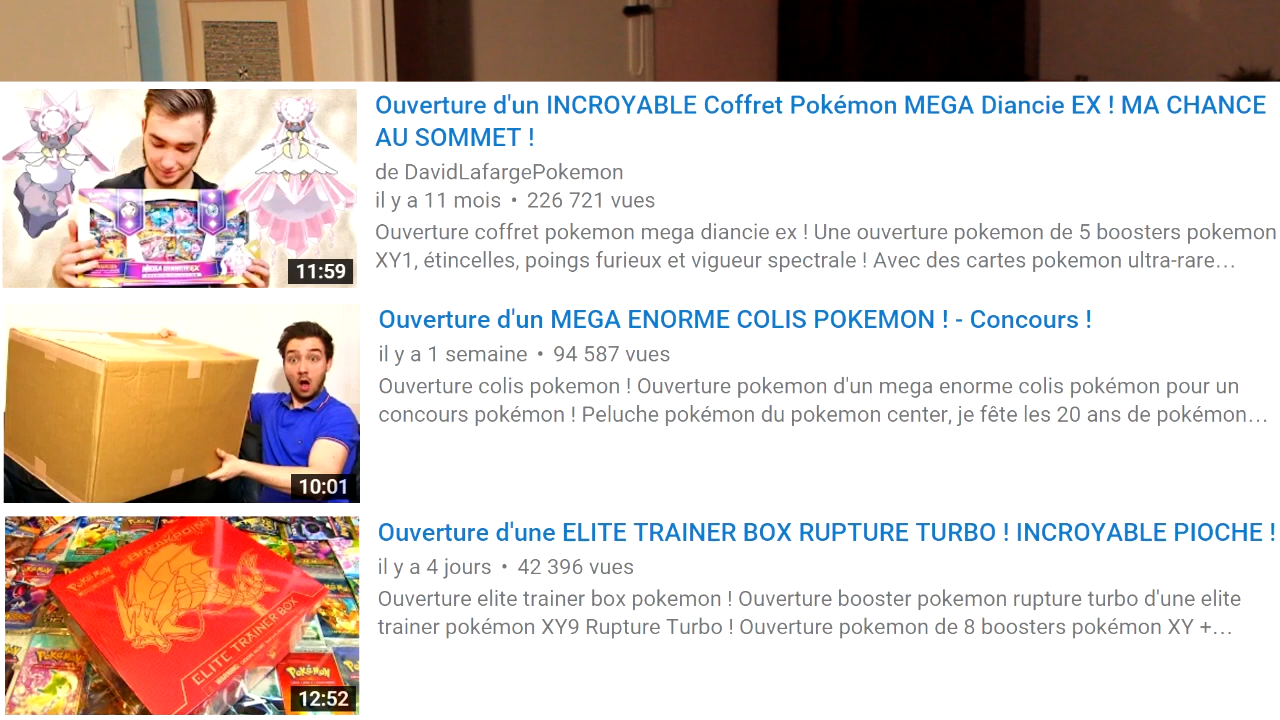 Ouverture d'un INCROYABLE Coffret Pokémon MEGA Diancie EX ! MA CHANCE
AU SOMMET !
de DavidLafargePokemon
il y a 11 mois • 226 721 vues
Ouverture coffret pokemon mega diancie ex ! Une ouverture pokemon de 5 boosters pokemon
XY1, étincelles, poings furieux et vigueur spectrale ! Avec des cartes pokemon ultra-rare…
MEGA DIANCIE EX
11:59
Ouverture d'un MEGA ENORME COLIS POKEMON ! - Concours !
il y a 1 semaine • 94 587 vues
Ouverture colis pokemon ! Ouverture pokemon d'un mega enorme colis pokémon pour un
concours pokémon ! Peluche pokémon du pokemon center, je fête les 20 ans de pokémon…
10:01
Ouverture d'une ELITE TRAINER BOX RUPTURE TURBO ! INCROYABLE PIOCHE !
il y a 4 jours • 42 396 vues
Ouverture elite trainer box pokemon ! Ouverture booster pokemon rupture turbo d'une elite
trainer pokémon XY9 Rupture Turbo ! Ouverture pokemon de 8 boosters pokémon XY +…
POKéMON
BREAKPOINT
ELITE TRAINER BOX
POKéMON
12:52